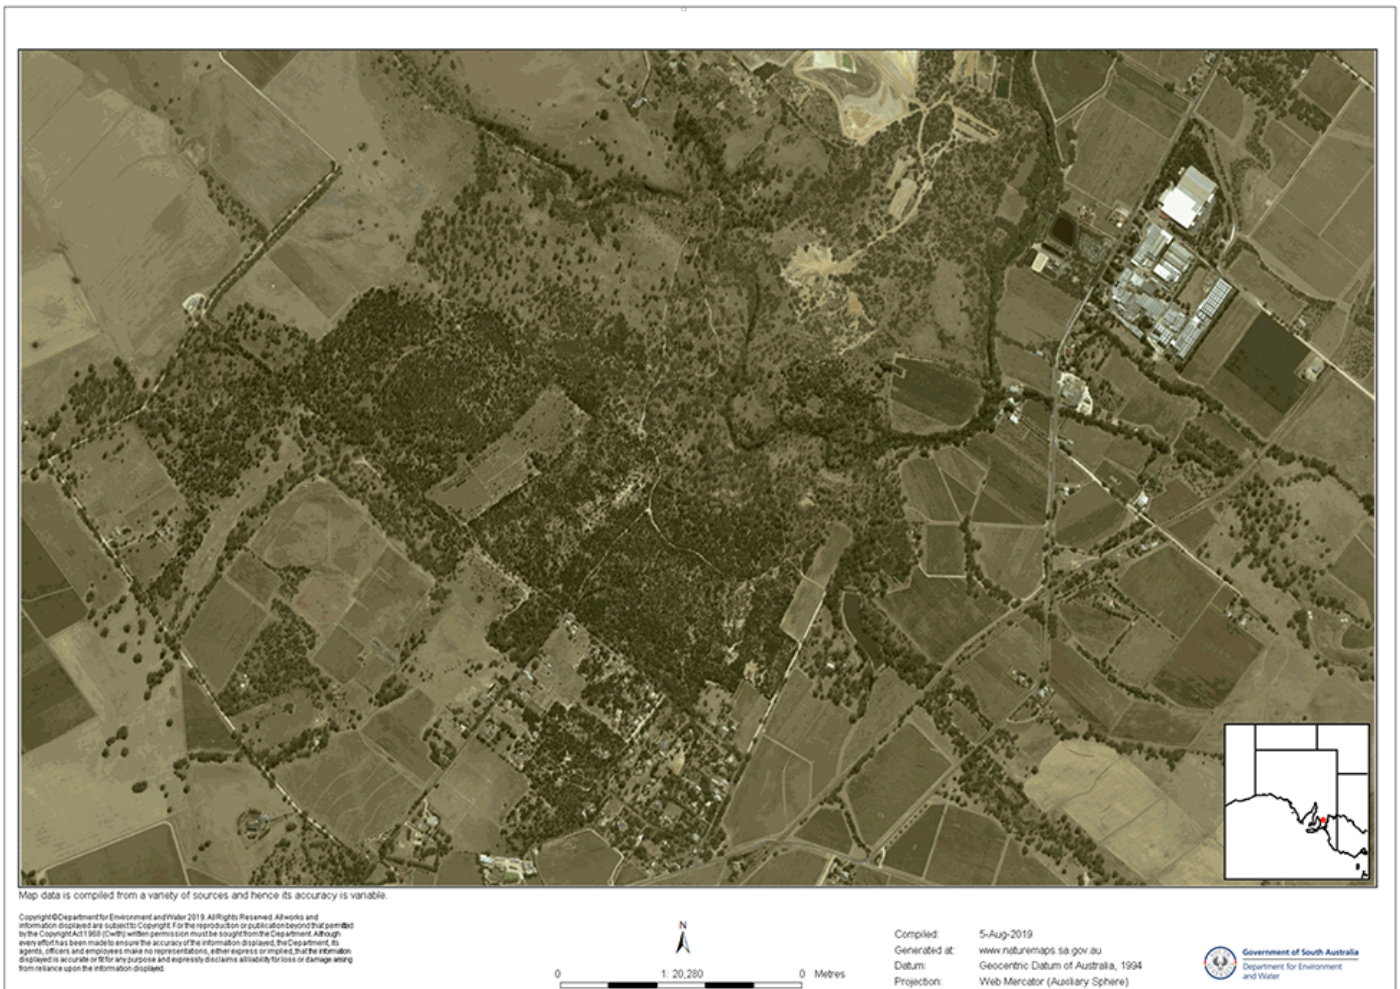 Map data is compiled from a variety of sources and hence its accuracy is variable.
Copyright©Department for Environment and Water 2019. All Rights Reserved. All works and
information displayed are subject to Copyright. For the reproduction or publication beyond that permitted
by the Copyright Act 1968 (Cwlth) written permission must be sought from the Department. Although
every effort has been made to ensure the accuracy of the information displayed, the Department, its
agents, officers and employees make no representations, either express or implied, that the information
displayed is accurate or fit for any purpose and expressly disclaims all liability for loss or damage arising
from reliance upon the information displayed.
N
0 1: 20,280 0 Metres
Compiled: 5-Aug-2019
Generated at: www.naturemaps.sa.gov.au
Datum: Geocentric Datum of Australia, 1994
Projection: Web Mercator (Auxiliary Sphere)
Government of South Australia
Department for Environment
and Water